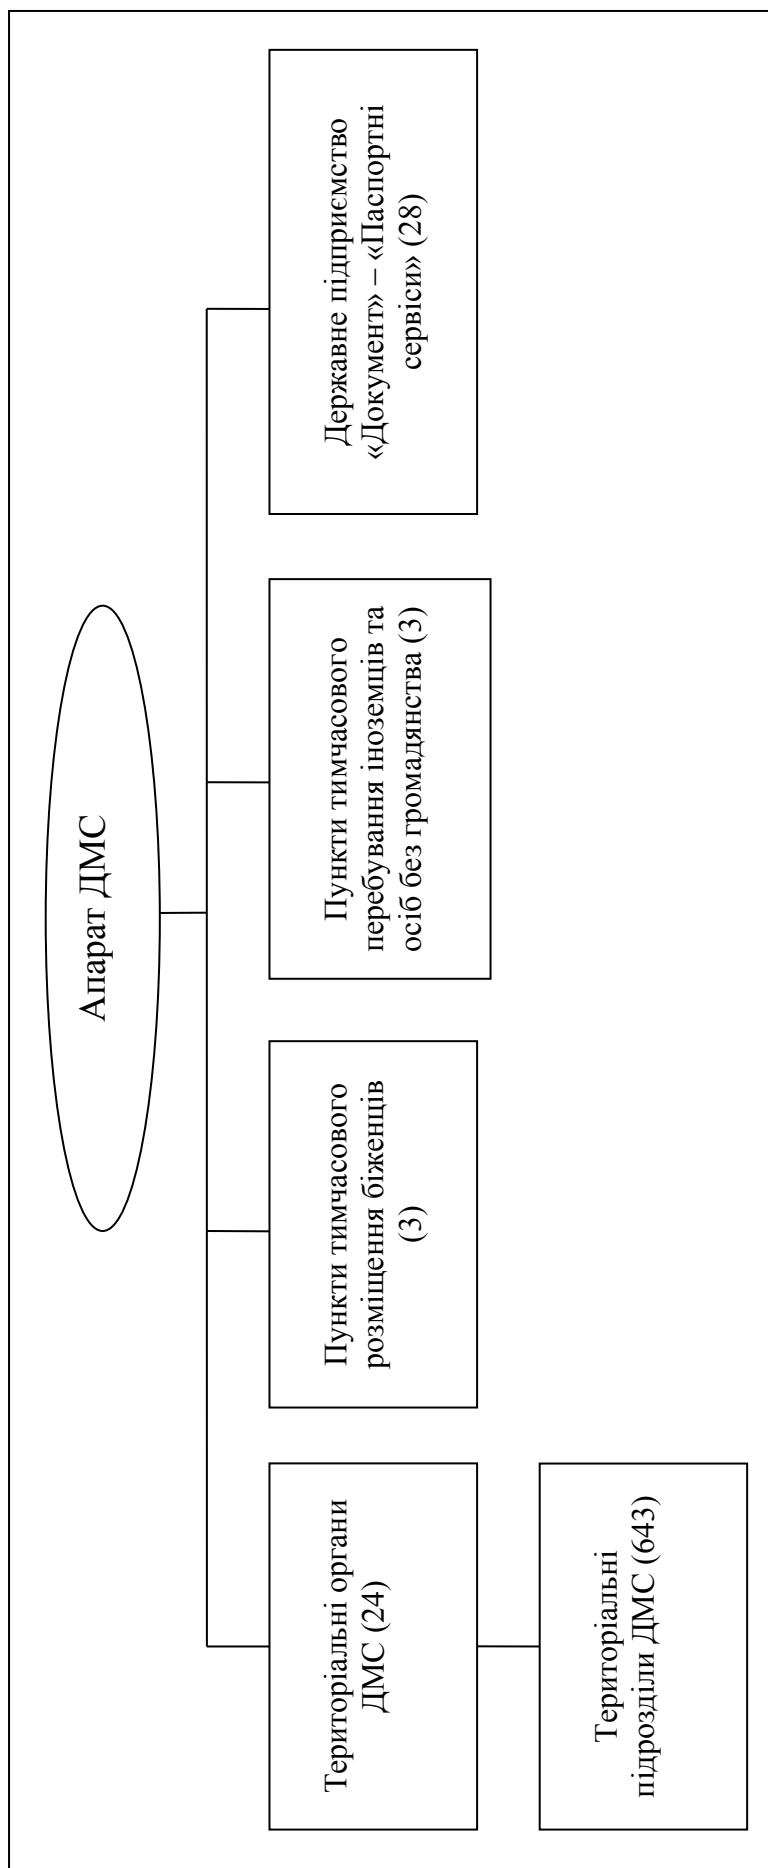 Апарат ДМС
Територіальні органи
ДМС (24)
Пункти тимчасового
розміщення біженців
(3)
Пункти тимчасового
перебування іноземців та
осіб без громадянства (3)
Державне підприємство
«Документ» – «Паспортні
сервіси» (28)
Територіальні
підрозділи ДМС (643)